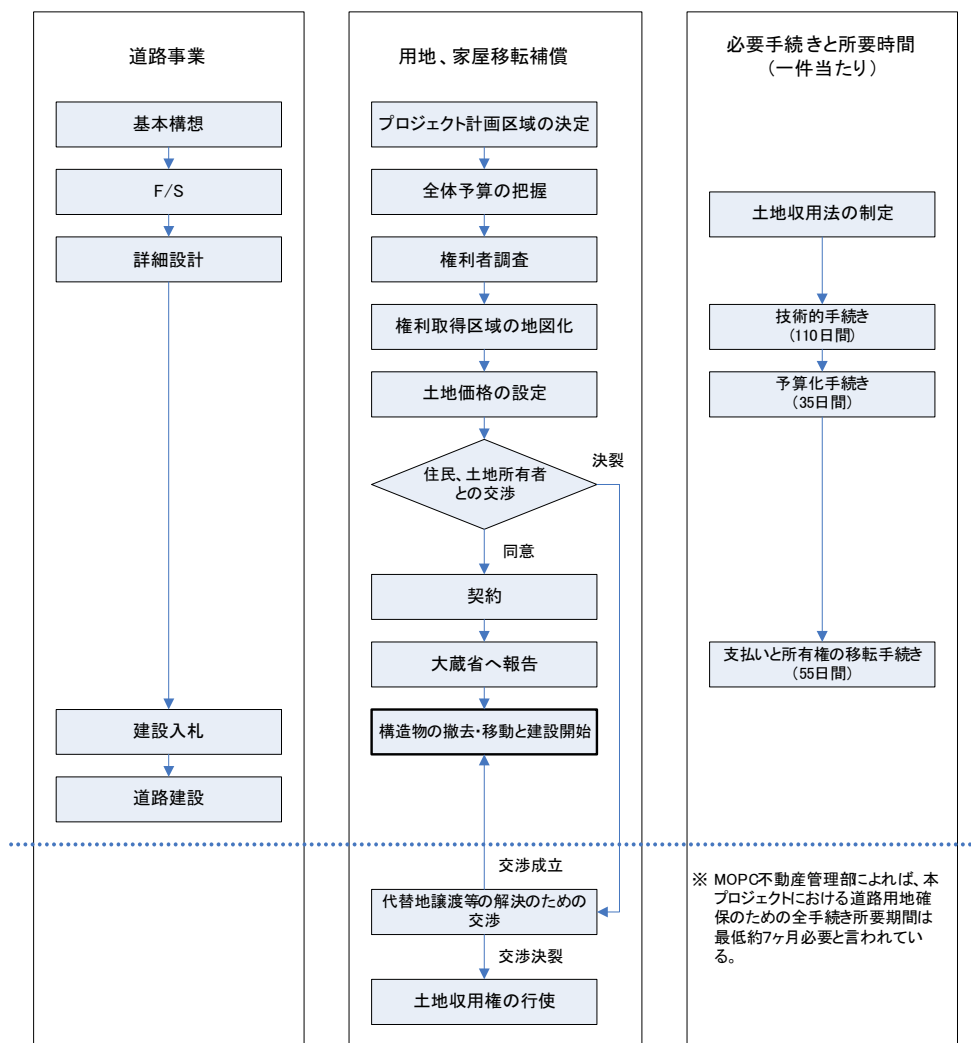 道路事業
基本構想
F/S
詳細設計
建設入札
道路建設
用地、家屋移転補償
プロジェクト計画区域の決定
全体予算の把握
権利者調査
権利取得区域の地図化
土地価格の設定
住民、土地所有者
との交渉
決裂
同意
契約
大蔵省へ報告
構造物の撤去・移動と建設開始
交渉成立
代替地譲渡等の解決のための
交渉
交渉決裂
土地収用権の行使
必要手続きと所要時間
(一件当たり)
土地収用法の制定
技術的手続き
(110日間)
予算化手続き
(35日間)
支払いと所有権の移転手続き
(55日間)
※ MOPC不動産管理部によれば、本
プロジェクトにおける道路用地確
保のための全手続き所要期間は
最低約7ヶ月必要と言われてい
る。